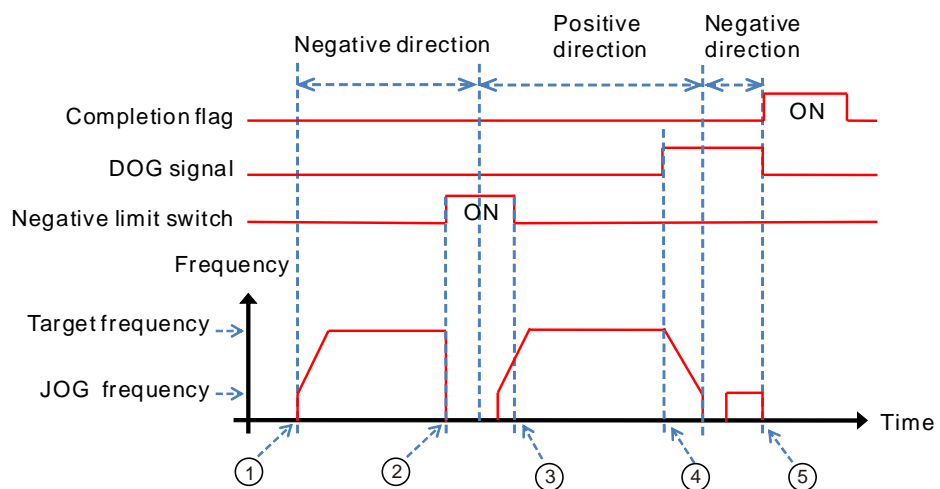 Negative direction
Positive
direction
Negative
direction
Completion flag
ON
DOG signal
Negative limit switch
ON
Frequency
Target frequency
JOG frequency
Time
1
2
3
4
5